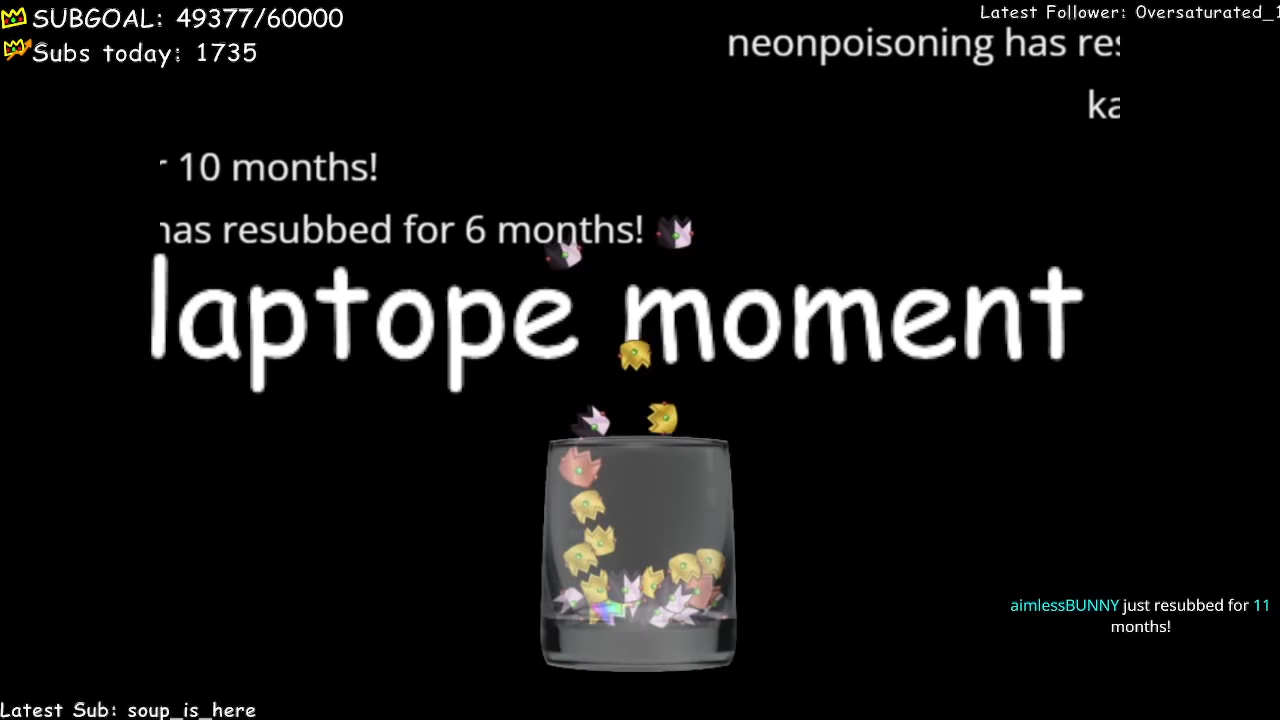 SUBGOAL: 49377/60000
Latest Follower: Oversaturated_
Subs today: 1735
neonpoisoning has res
ka
r 10 months!
has resubbed for 6 months!
laptope moment
aimlessBUNNY just resubbed for 11
months!
Latest Sub: soup_is_here